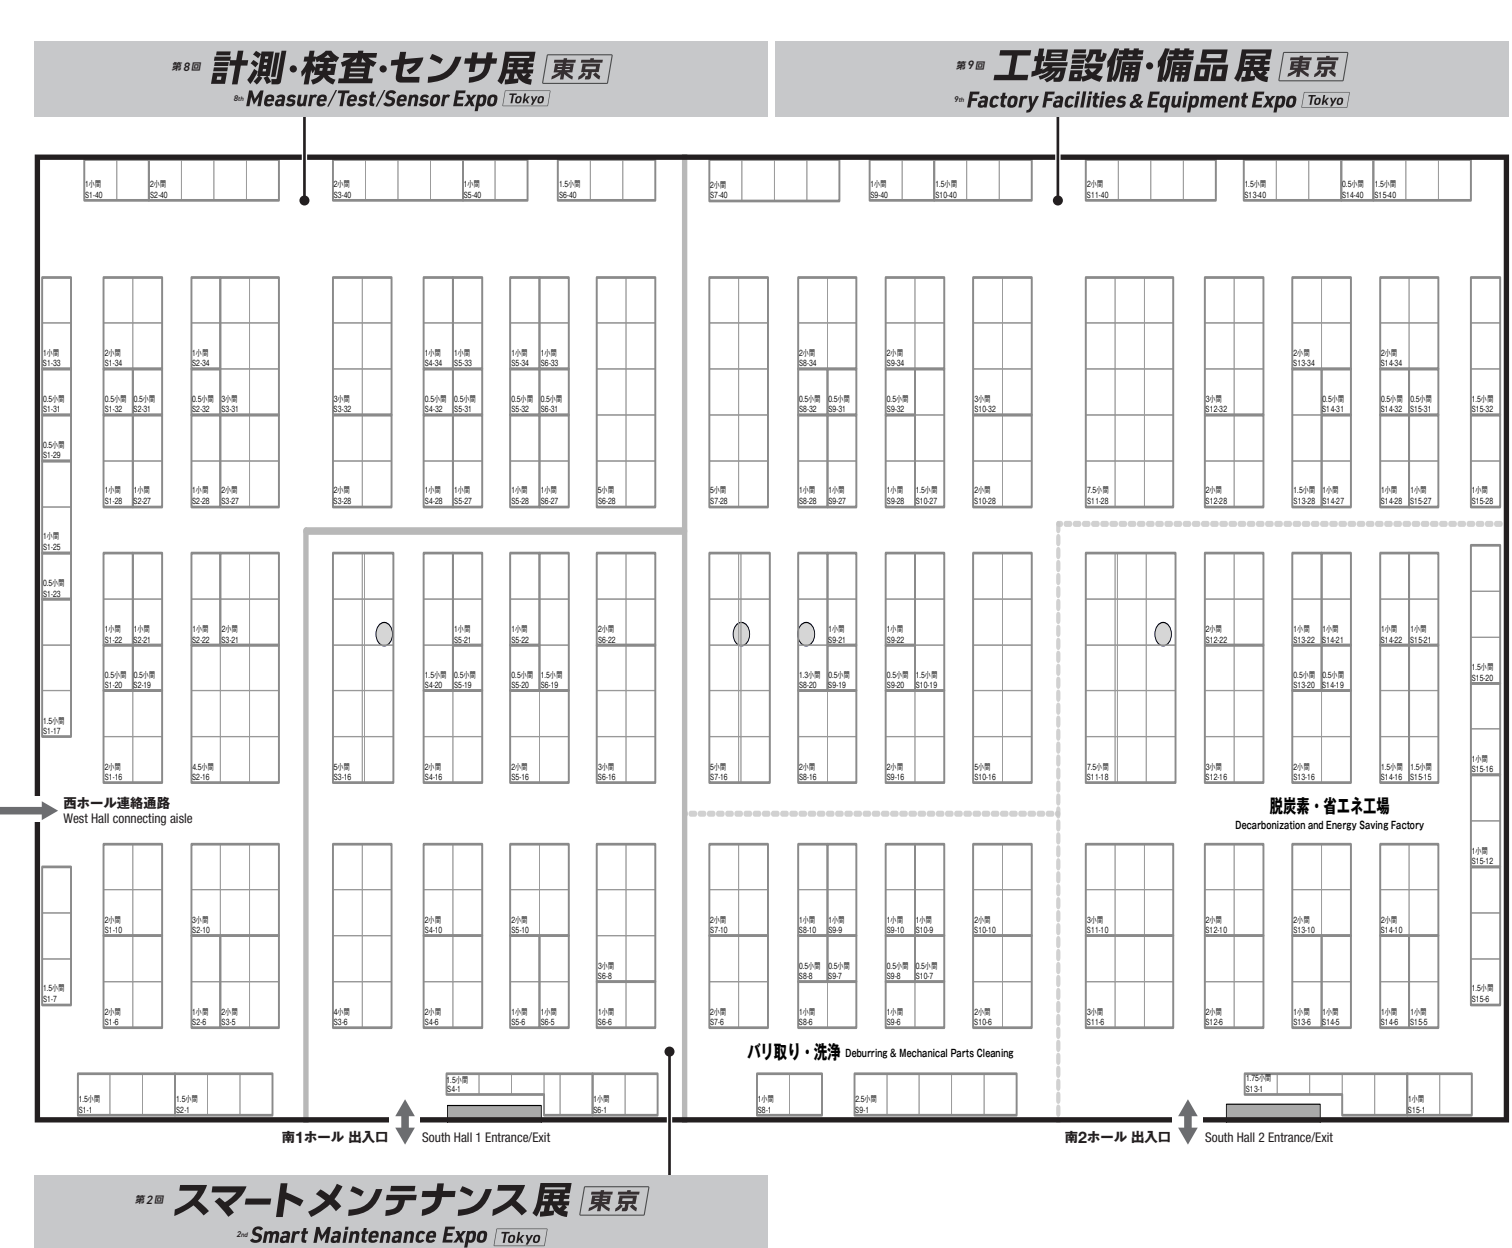 第8回 計測・検査・センサ展 東京
8th Measure/Test/Sensor Expo Tokyo
第9回 工場設備・備品 展 東京
9th Factory Facilities & Equipment Expo Tokyo
1小間 2小間 2小間 1小間 1.5小間 2小間 1小間 1.5小間 2小間 1.5小間 0.5小間 1.5小間
S1-40 S2-40 S3-40 S5-40 S6-40 S7-40 S9-40 S10-40 S11-40 S13-40 S14-40 S15-40
1小間 2小間 1小間 1小間 1小間 1小間 1小間 2小間 2小間 2小間 2小間
S1-33 S1-34 S2-34 S4-34 S5-33 S5-34 S6-33 S8-34 S9-34 S13-34 S14-34
0.5小間 0.5小間 0.5小間 0.5小間 3小間 3小間 0.5小間 0.5小間 0.5小間 0.5小間 0.5小間 0.5小間 0.5小間 3小間 3小間 0.5小間 0.5小間 0.5小間 1.5小間
S1-31 S1-32 S2-31 S2-32 S3-31 S3-32 S4-32 S5-31 S5-32 S6-31 S8-32 S9-31 S9-32 S10-32 S12-32 S14-31 S14-32 S15-31 S15-32
0.5小間
S1-29
1小間 1小間 1小間 2小間 2小間 1小間 1小間 1小間 1小間 5小間 5小間 1小間 1小間 1小間 1.5小間 2小間 7.5小間 2小間 1.5小間 1小間 1小間 1小間 1小間
S1-28 S2-27 S2-28 S3-27 S3-28 S4-28 S5-27 S5-28 S6-27 S6-28 S7-28 S8-28 S9-27 S9-28 S10-27 S10-28 S11-28 S12-28 S13-28 S14-27 S14-28 S15-27 S15-28
1小間
S1-25
0.5小間
S1-23
1小間 1小間 1小間 2小間 1小間 1小間 2小間 1小間 1小間 2小間 1小間 1小間 1小間 1小間
S1-22 S2-21 S2-22 S3-21 S5-21 S5-22 S6-22 S9-21 S9-22 S12-22 S13-22 S14-21 S14-22 S15-21
0.5小間 0.5小間 1.5小間 0.5小間 0.5小間 1.5小間 1.3小間 0.5小間 0.5小間 1.5小間 0.5小間 0.5小間 1.5小間
S1-20 S2-19 S4-20 S5-19 S5-20 S6-19 S8-20 S9-19 S9-20 S10-19 S13-20 S14-19 S15-20
1.5小間
S1-17
2小間 4.5小間 5小間 2小間 2小間 3小間 5小間 2小間 2小間 5小間 7.5小間 3小間 2小間 1.5小間 1.5小間 1小間
S1-16 S2-16 S3-16 S4-16 S5-16 S6-16 S7-16 S8-16 S9-16 S10-16 S11-18 S12-16 S13-16 S14-16 S15-15 S15-16
西ホール連絡通路
West Hall connecting aisle
脱炭素・省エネ工場
Decarbonization and Energy Saving Factory
1小間
S15-12
2小間 3小間 2小間 2小間 2小間 1小間 1小間 1小間 1小間 2小間 3小間 2小間 2小間 2小間
S1-10 S2-10 S4-10 S5-10 S7-10 S8-10 S9-9 S9-10 S10-9 S10-10 S11-10 S12-10 S13-10 S14-10
3小間 0.5小間 0.5小間 0.5小間 0.5小間
S6-8 S8-8 S9-7 S9-8 S10-7
1.5小間 1.5小間
S1-7 S15-6
2小間 1小間 2小間 4小間 2小間 1小間 1小間 1小間 2小間 1小間 1小間 2小間 3小間 2小間 1小間 1小間 1小間 1小間
S1-6 S2-6 S3-5 S3-6 S4-6 S5-6 S6-5 S6-6 S7-6 S8-6 S9-6 S10-6 S11-6 S12-6 S13-6 S14-5 S14-6 S15-5
バリ取り・洗浄 Deburring & Mechanical Parts Cleaning
1.5小間 1.75小間
S4-1 S13-1
1.5小間 1.5小間 1小間 1小間 2.5小間 1小間
S1-1 S2-1 S6-1 S8-1 S9-1 S15-1
南1ホール 出入口 South Hall 1 Entrance/Exit
南2ホール 出入口 South Hall 2 Entrance/Exit
第2回 スマートメンテナンス展 東京
2nd Smart Maintenance Expo Tokyo